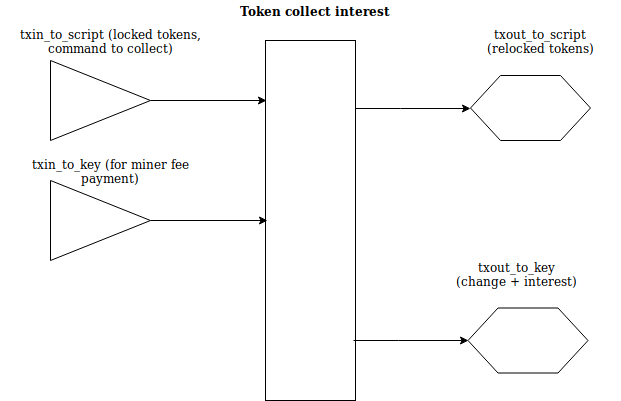 Token collect interest
txin_to_script (locked tokens,
command to collect)
txout_to_script
(relocked tokens)
txin_to_key (for miner fee
payment)
txout_to_key
(change + interest)